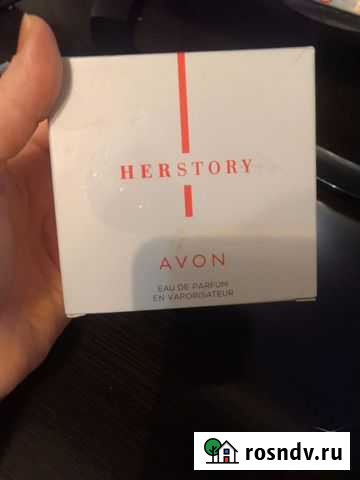 HERSTORY
AVON
EAU DE PARFUM
EN VAPORISATEUR
rosndv.ru